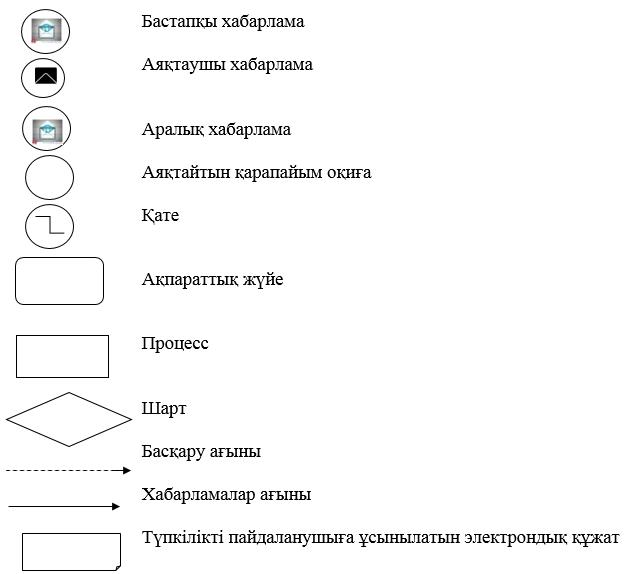 Бастапқы хабарлама
Аяқтаушы хабарлама
Аралық хабарлама
Аяқтайтын қарапайым оқиға
Қате
Ақпараттық жүйе
Процесс
Шарт
Басқару ағыны
Хабарламалар ағыны
Түпкілікті пайдаланушыға ұсынылатын электрондық құжат